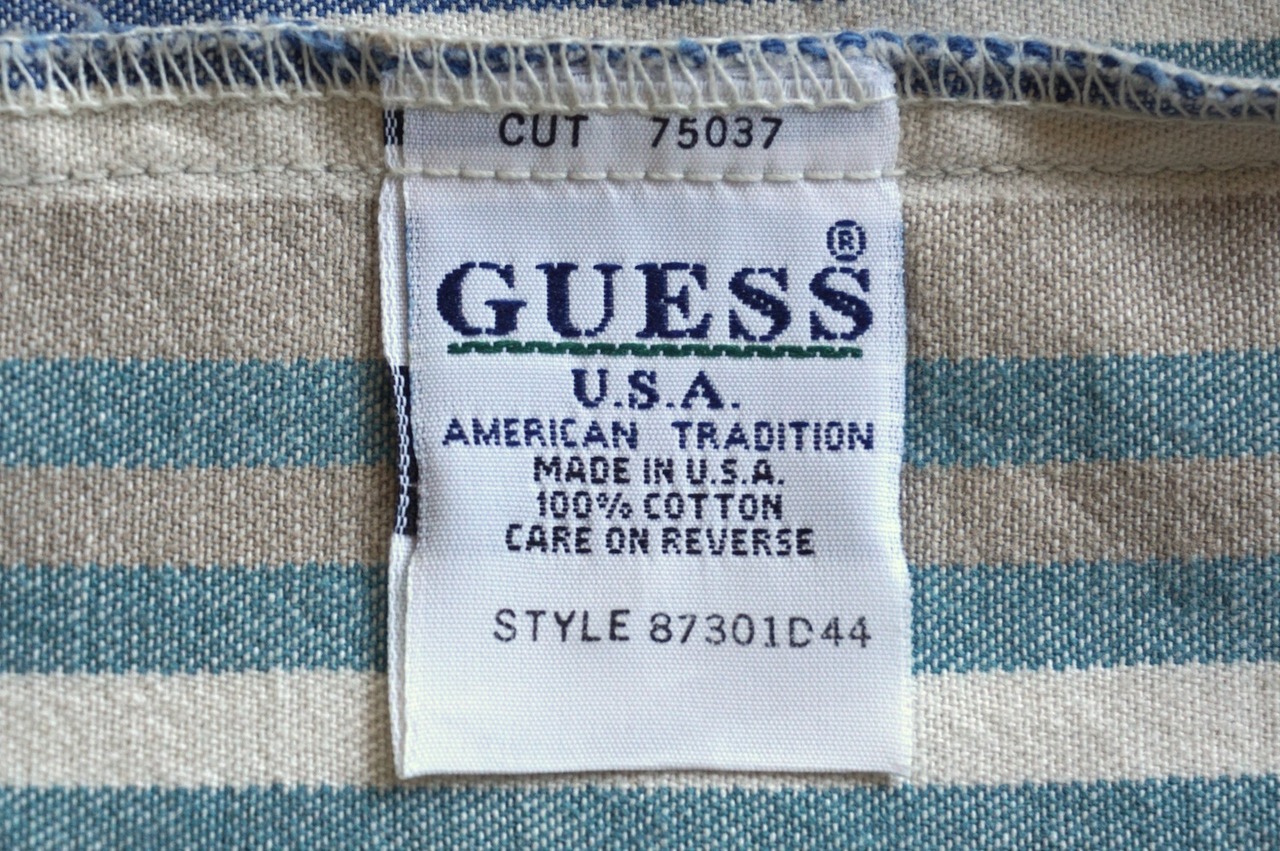 CUT 75037
GUESS®
U.S.A.
AMERICAN TRADITION
MADE IN U.S.A.
100% COTTON
CARE ON REVERSE
STYLE 87301D44